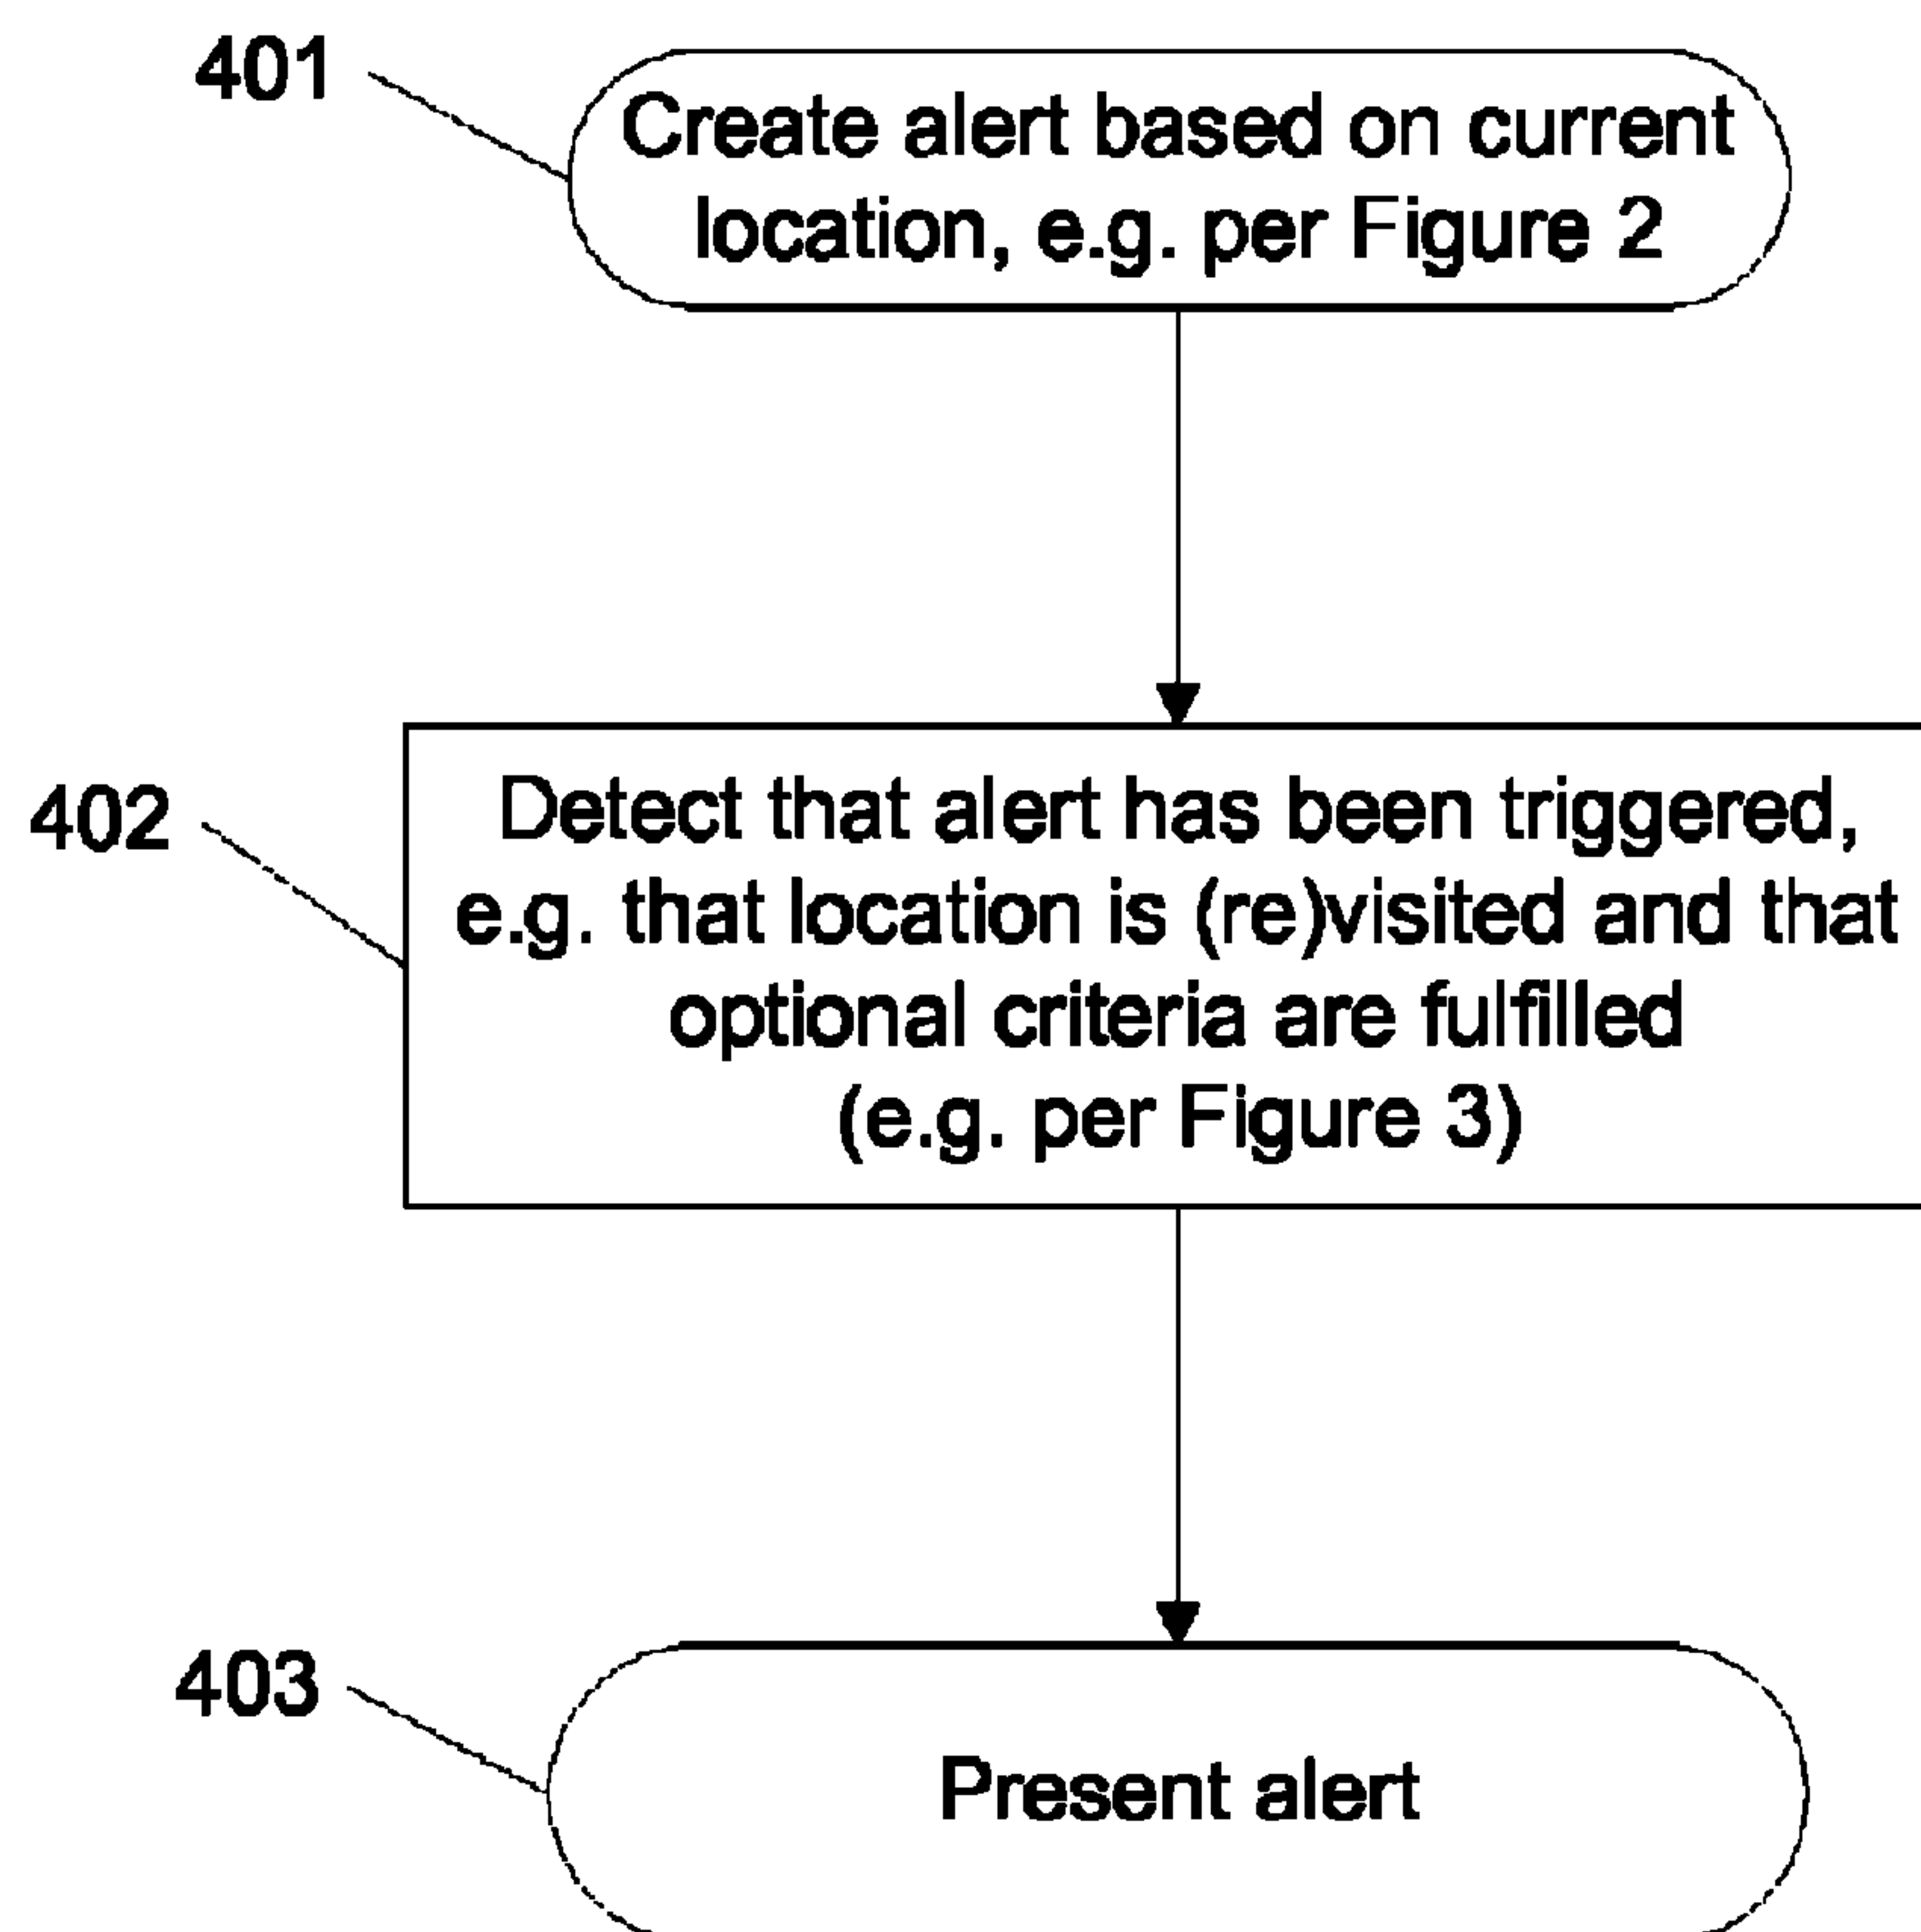 401
Create alert based on current
location, e.g. per Figure 2
402
Detect that alert has been triggered,
e.g. that location is (re)visited and that
optional criteria are fulfilled
(e.g. per Figure 3)
403
Present alert